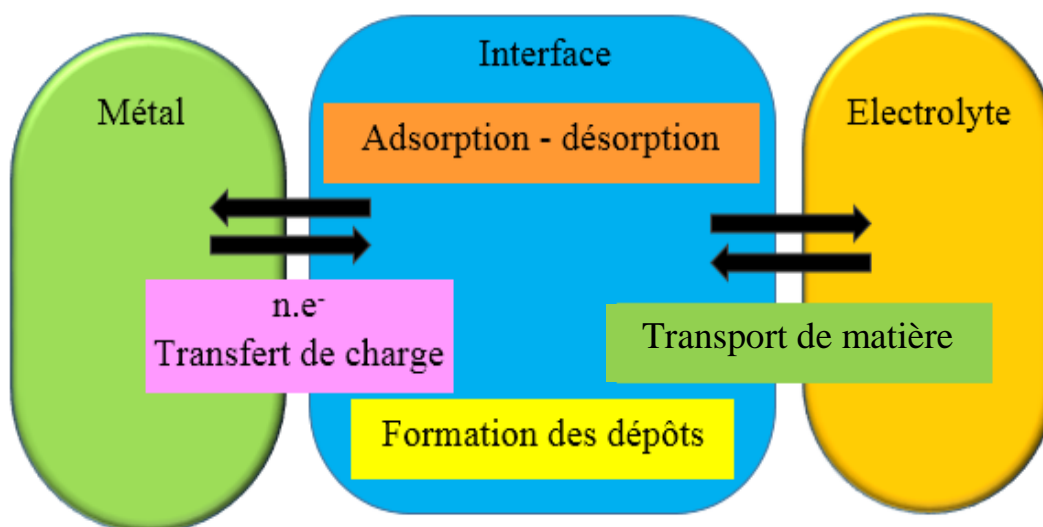 Métal
Interface
Electrolyte
Adsorption - désorption
n.e⁻
Transfert de charge
Transport de matière
Formation des dépôts